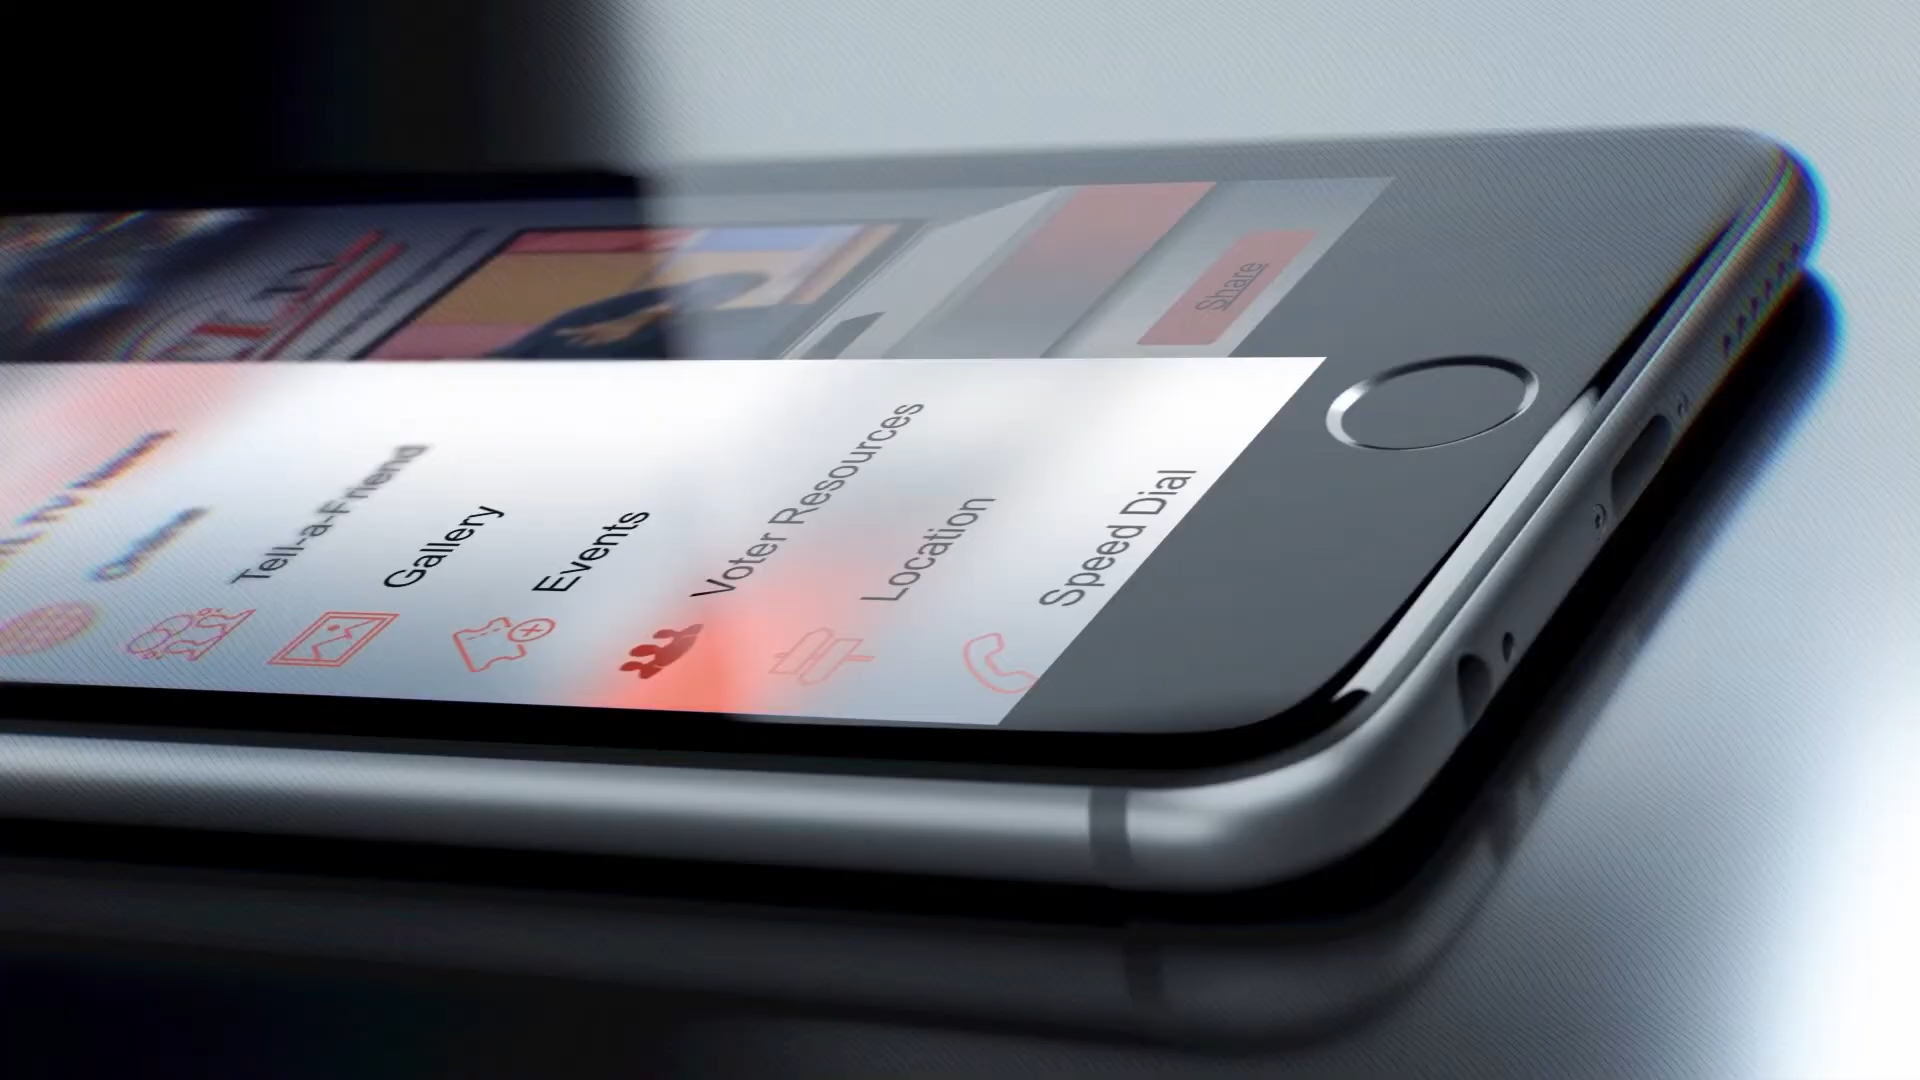 Tell-a-Friend
Gallery
Events
Voter Resources
Location
Speed Dial
Share